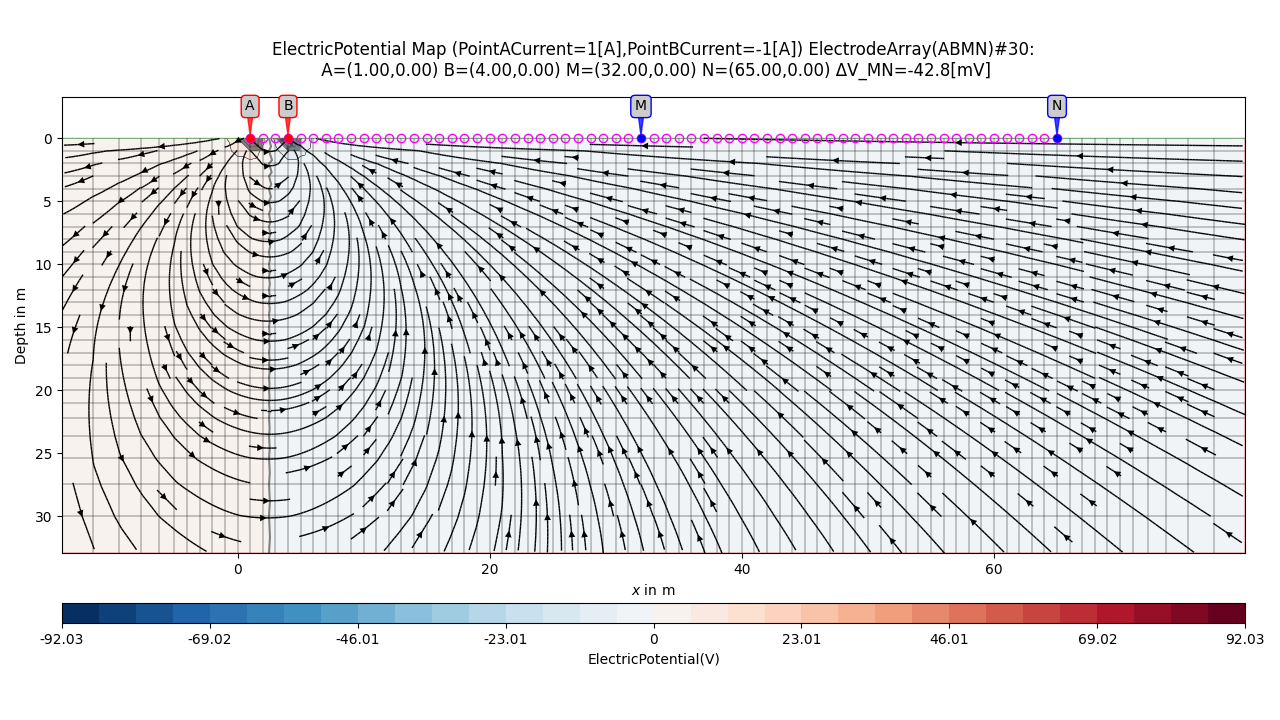 ElectricPotential Map (PointACurrent=1[A],PointBCurrent=-1[A]) ElectrodeArray(ABMN)#30:
A=(1.00,0.00) B=(4.00,0.00) M=(32.00,0.00) N=(65.00,0.00) ΔV_MN=-42.8[mV]
A B M N
0
5
10
15
20
25
30
Depth in m
0 20 40 60
x in m
-92.03 -69.02 -46.01 -23.01 0 23.01 46.01 69.02 92.03
ElectricPotential(V)